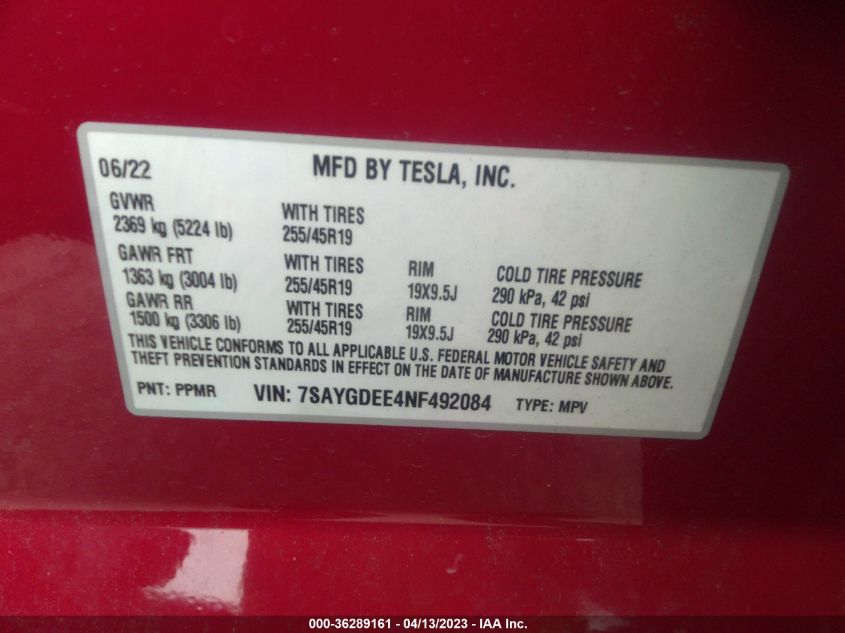 06/22 MFD BY TESLA, INC.
GVWR
2369 kg (5224 lb) WITH TIRES 255/45R19
GAWR FRT
1363 kg (3004 lb) WITH TIRES 255/45R19 RIM 19X9.5J COLD TIRE PRESSURE 290 kPa, 42 psi
GAWR RR
1500 kg (3306 lb) WITH TIRES 255/45R19 RIM 19X9.5J COLD TIRE PRESSURE 290 kPa, 42 psi
THIS VEHICLE CONFORMS TO ALL APPLICABLE U.S. FEDERAL MOTOR VEHICLE SAFETY AND
THEFT PREVENTION STANDARDS IN EFFECT ON THE DATE OF MANUFACTURE SHOWN ABOVE.
PNT: PPMR VIN: 7SAYGDEE4NF492084 TYPE: MPV
000-36289161 - 04/13/2023 - IAA Inc.